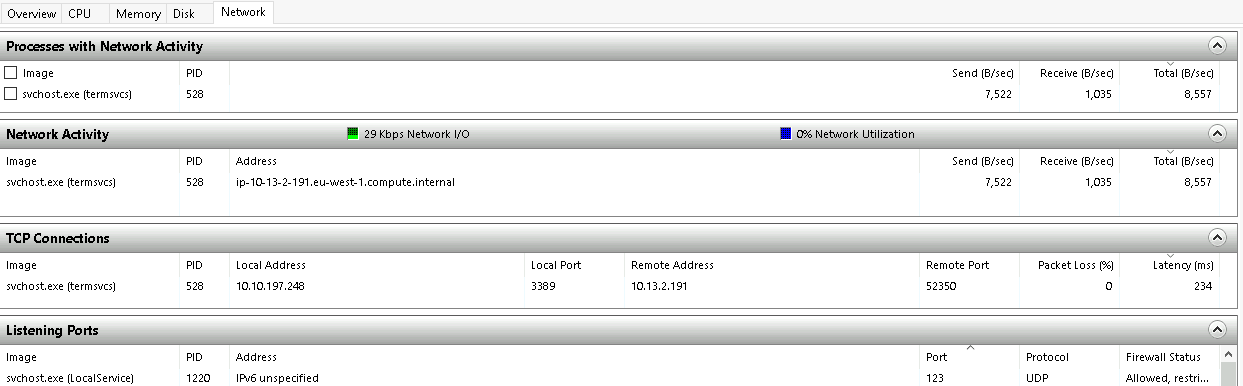 Overview CPU Memory Disk Network
Processes with Network Activity
Image PID Send (B/sec) Receive (B/sec) Total (B/sec)
svchost.exe (termsvcs) 528 7,522 1,035 8,557
Network Activity 29 Kbps Network I/O 0% Network Utilization
Image PID Address Send (B/sec) Receive (B/sec) Total (B/sec)
svchost.exe (termsvcs) 528 ip-10-13-2-191.eu-west-1.compute.internal 7,522 1,035 8,557
TCP Connections
Image PID Local Address Local Port Remote Address Remote Port Packet Loss (%) Latency (ms)
svchost.exe (termsvcs) 528 10.10.197.248 3389 10.13.2.191 52350 0 234
Listening Ports
Image PID Address Port Protocol Firewall Status
svchost.exe (LocalService) 1220 IPv6 unspecified 123 UDP Allowed, restri...